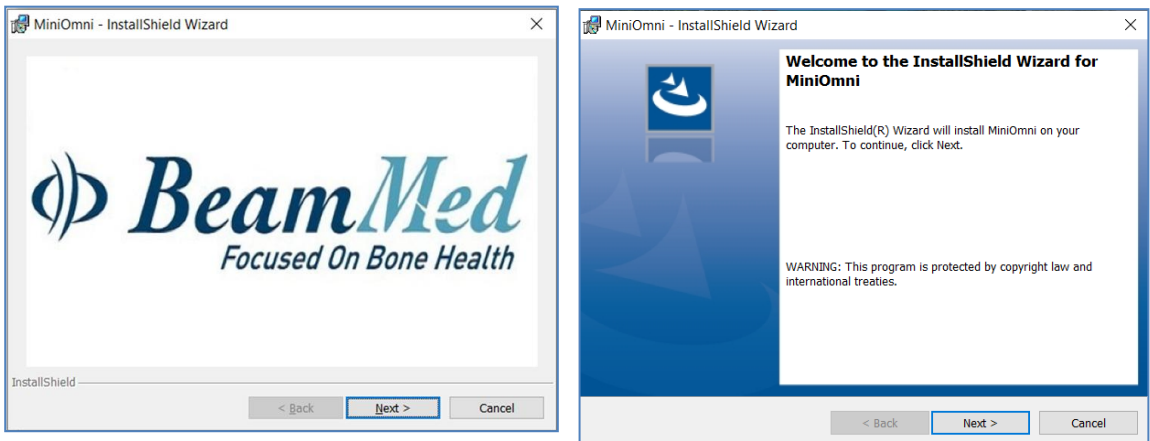 MiniOmni - InstallShield Wizard
BeamMed
Focused On Bone Health
InstallShield
< Back Next > Cancel
MiniOmni - InstallShield Wizard
Welcome to the InstallShield Wizard for
MiniOmni
The InstallShield(R) Wizard will install MiniOmni on your
computer. To continue, click Next.
WARNING: This program is protected by copyright law and
international treaties.
< Back Next > Cancel